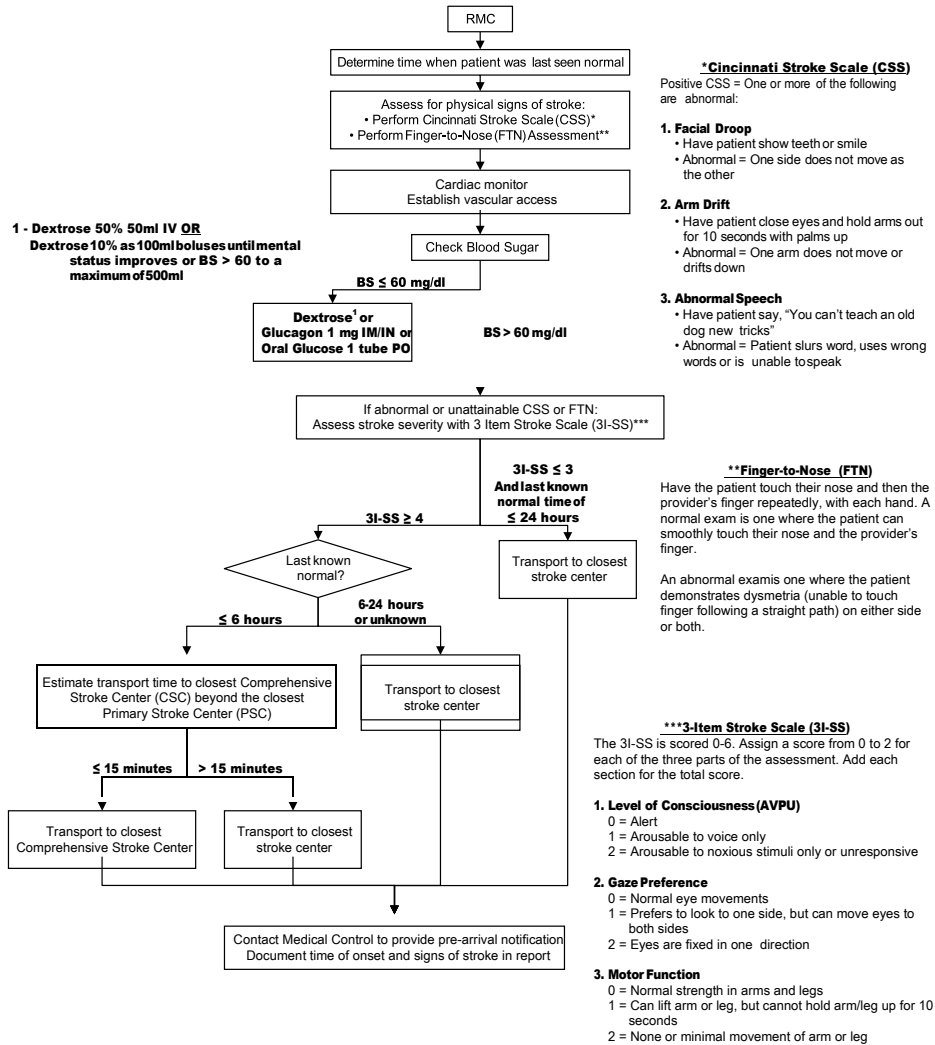 RMC
Determine time when patient was last seen normal
Assess for physical signs of stroke:
• Perform Cincinnati Stroke Scale (CSS)*
• Perform Finger-to-Nose (FTN) Assessment**
Cardiac monitor
Establish vascular access
1 - Dextrose 50% 50ml IV OR
Dextrose 10% as 100ml boluses until mental
status improves or BS > 60 to a
maximum of 500ml
Check Blood Sugar
BS ≤ 60 mg/dl
Dextrose¹ or
Glucagon 1 mg IM/IN or
Oral Glucose 1 tube PO
BS > 60 mg/dl
If abnormal or unattainable CSS or FTN:
Assess stroke severity with 3 Item Stroke Scale (3I-SS)***
3I-SS ≤ 3
And last known
normal time of
≤ 24 hours
3I-SS ≥ 4
Last known
normal?
Transport to closest
stroke center
≤ 6 hours
6-24 hours
or unknown
Estimate transport time to closest Comprehensive
Stroke Center (CSC) beyond the closest
Primary Stroke Center (PSC)
Transport to closest
stroke center
≤ 15 minutes
> 15 minutes
Transport to closest
Comprehensive Stroke Center
Transport to closest
stroke center
Contact Medical Control to provide pre-arrival notification
Document time of onset and signs of stroke in report
*Cincinnati Stroke Scale (CSS)
Positive CSS = One or more of the following
are abnormal:
1. Facial Droop
• Have patient show teeth or smile
• Abnormal = One side does not move as
the other
2. Arm Drift
• Have patient close eyes and hold arms out
for 10 seconds with palms up
• Abnormal = One arm does not move or
drifts down
3. Abnormal Speech
• Have patient say, “You can’t teach an old
dog new tricks”
• Abnormal = Patient slurs word, uses wrong
words or is unable to speak
**Finger-to-Nose (FTN)
Have the patient touch their nose and then the
provider’s finger repeatedly, with each hand. A
normal exam is one where the patient can
smoothly touch their nose and the provider’s
finger.
An abnormal exam is one where the patient
demonstrates dysmetria (unable to touch
finger following a straight path) on either side
or both.
***3-Item Stroke Scale (3I-SS)
The 3I-SS is scored 0-6. Assign a score from 0 to 2 for
each of the three parts of the assessment. Add each
section for the total score.
1. Level of Consciousness (AVPU)
0 = Alert
1 = Arousable to voice only
2 = Arousable to noxious stimuli only or unresponsive
2. Gaze Preference
0 = Normal eye movements
1 = Prefers to look to one side, but can move eyes to
both sides
2 = Eyes are fixed in one direction
3. Motor Function
0 = Normal strength in arms and legs
1 = Can lift arm or leg, but cannot hold arm/leg up for 10
seconds
2 = None or minimal movement of arm or leg